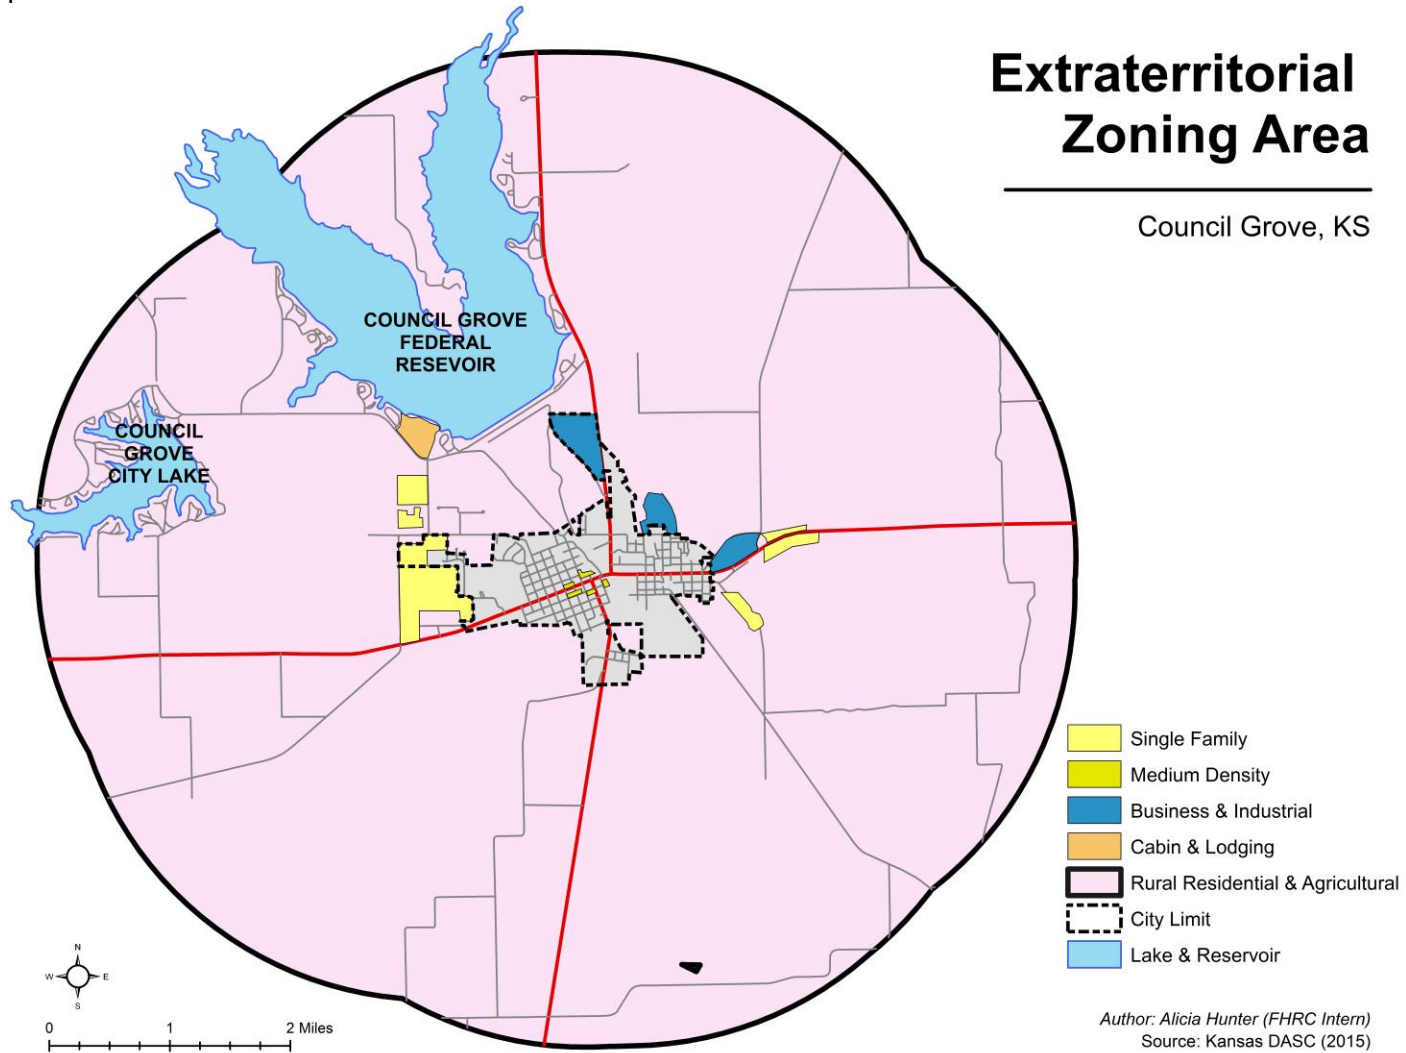 Extraterritorial
Zoning Area
Council Grove, KS
COUNCIL GROVE
FEDERAL
RESEVOIR
COUNCIL
GROVE
CITY LAKE
Single Family
Medium Density
Business & Industrial
Cabin & Lodging
Rural Residential & Agricultural
City Limit
Lake & Reservoir
N
W E
S
0 1 2 Miles
Author: Alicia Hunter (FHRC Intern)
Source: Kansas DASC (2015)